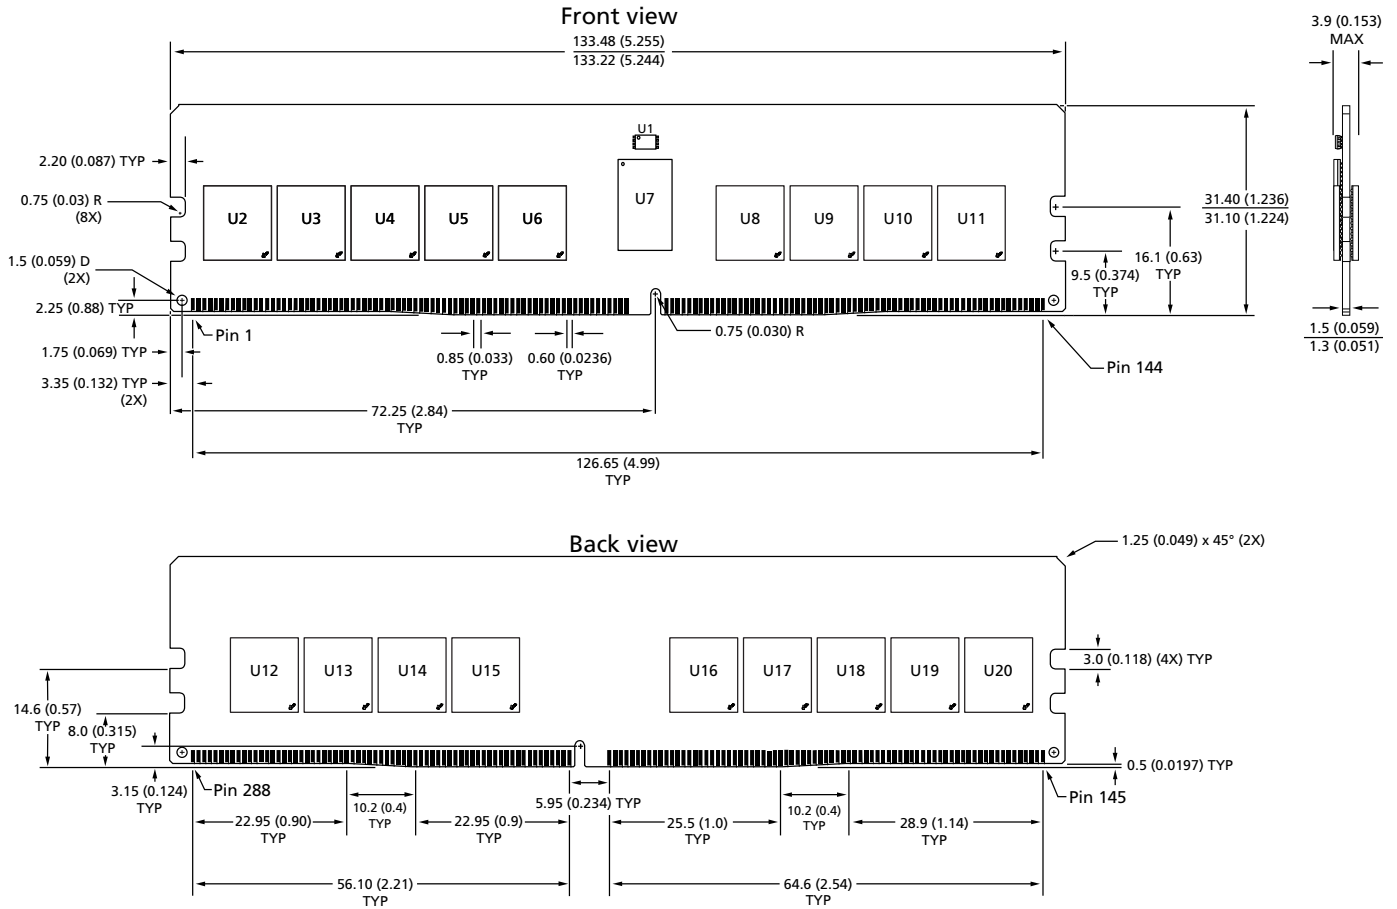 Front view
133.48 (5.255)
133.22 (5.244)
3.9 (0.153)
MAX
U1
2.20 (0.087) TYP
0.75 (0.03) R
(8X)
U2
U3
U4
U5
U6
U7
U8
U9
U10
U11
31.40 (1.236)
31.10 (1.224)
16.1 (0.63)
TYP
9.5 (0.374)
TYP
1.5 (0.059) D
(2X)
2.25 (0.88) TYP
Pin 1
0.75 (0.030) R
1.5 (0.059)
1.3 (0.051)
1.75 (0.069) TYP
0.85 (0.033)
TYP
0.60 (0.0236)
TYP
Pin 144
3.35 (0.132) TYP
(2X)
72.25 (2.84)
TYP
126.65 (4.99)
TYP
Back view
1.25 (0.049) x 45° (2X)
U12
U13
U14
U15
U16
U17
U18
U19
U20
3.0 (0.118) (4X) TYP
14.6 (0.57)
TYP
8.0 (0.315)
TYP
0.5 (0.0197) TYP
3.15 (0.124)
TYP
Pin 288
Pin 145
5.95 (0.234) TYP
10.2 (0.4)
TYP
10.2 (0.4)
TYP
22.95 (0.90)
TYP
22.95 (0.9)
TYP
25.5 (1.0)
TYP
28.9 (1.14)
TYP
56.10 (2.21)
TYP
64.6 (2.54)
TYP